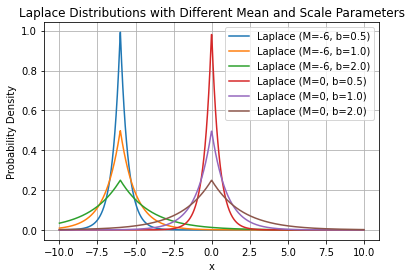 Laplace Distributions with Different Mean and Scale Parameters
Laplace (M=-6, b=0.5)
Laplace (M=-6, b=1.0)
Laplace (M=-6, b=2.0)
Laplace (M=0, b=0.5)
Laplace (M=0, b=1.0)
Laplace (M=0, b=2.0)
Probability Density
1.0
0.8
0.6
0.4
0.2
0.0
−10.0 −7.5 −5.0 −2.5 0.0 2.5 5.0 7.5 10.0
x